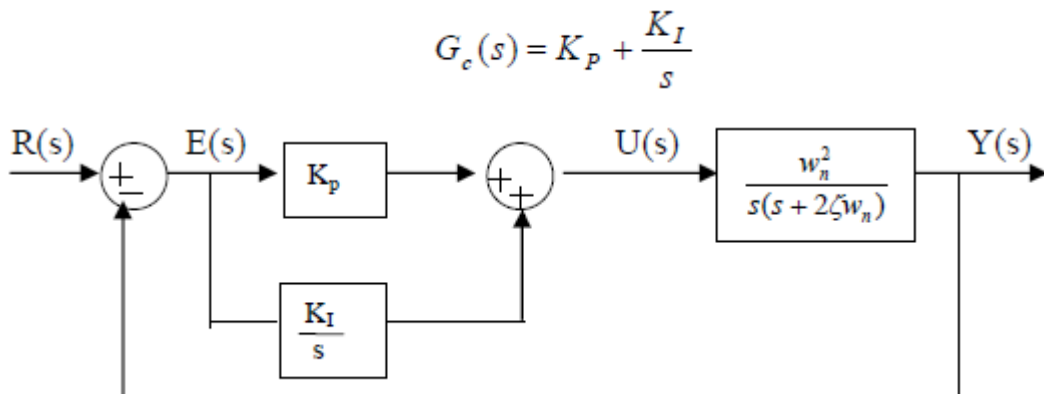 G_c(s) = K_P + K_I / s
R(s) + − E(s) K_p + + U(s) w_n^2 / s(s + 2ζw_n) Y(s)
K_I / s